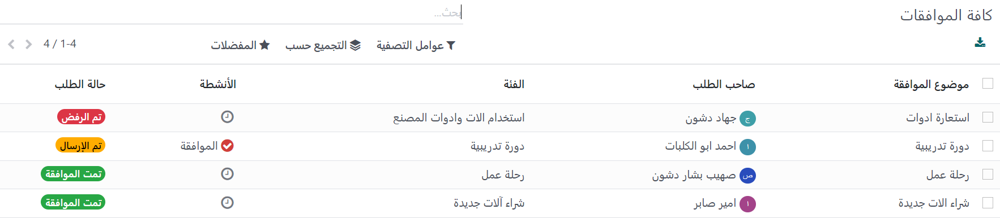 كافة الموافقات
بحث...
عوامل التصفية التجميع حسب المفضلات 1-4 / 4
موضوع الموافقة صاحب الطلب الفئة الأنشطة حالة الطلب
استعارة ادوات ج جهاد دشون استخدام الات وادوات المصنع تم الرفض
دورة تدريبية ا احمد ابو الكلبات دورة تدريبية الموافقة تم الإرسال
رحلة عمل ص صهيب بشار دشون رحلة عمل تمت الموافقة
شراء الات جديدة ا امير صابر شراء آلات جديدة تمت الموافقة